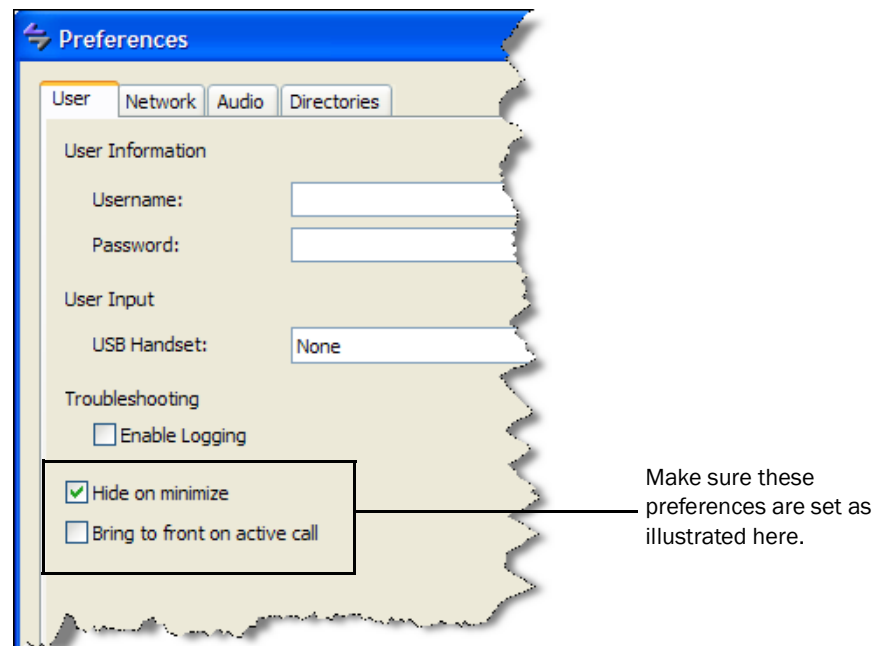 Preferences
User Network Audio Directories
User Information
Username:
Password:
User Input
USB Handset: None
Troubleshooting
Enable Logging
Hide on minimize
Bring to front on active call
Make sure these
preferences are set as
illustrated here.